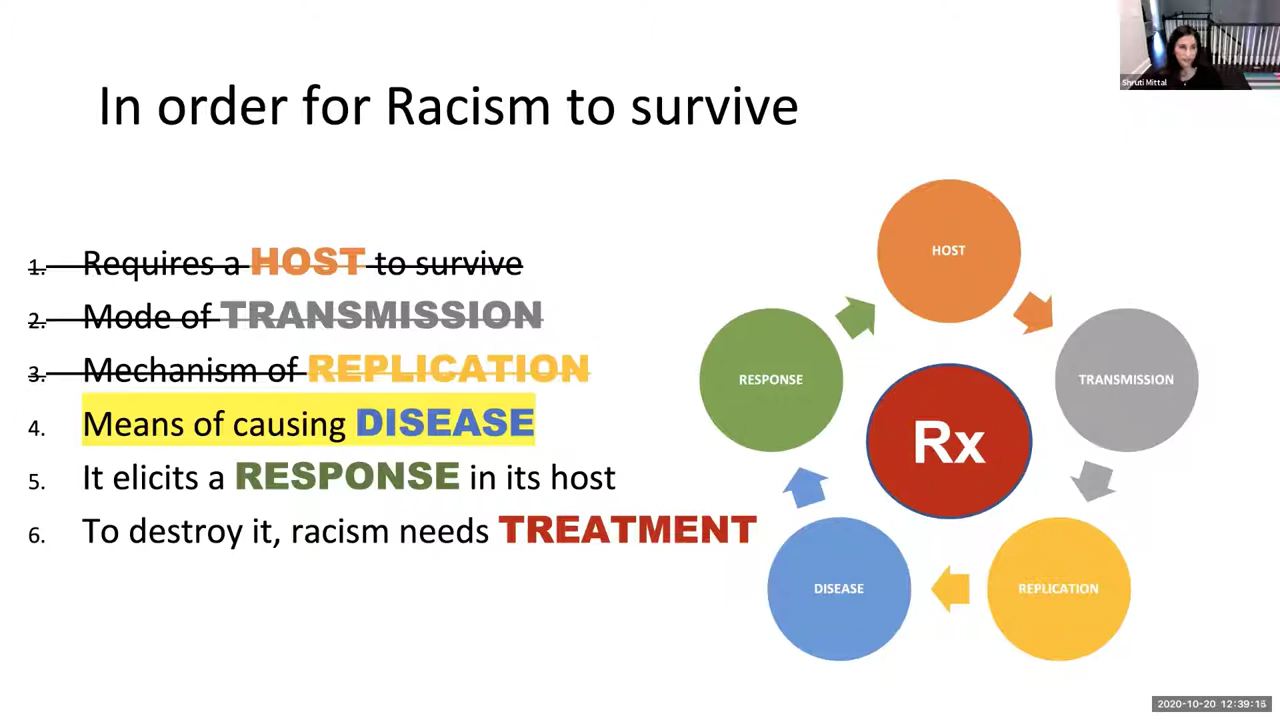 Shruti Mittal
In order for Racism to survive
1. Requires a HOST to survive
2. Mode of TRANSMISSION
3. Mechanism of REPLICATION
4. Means of causing DISEASE
5. It elicits a RESPONSE in its host
6. To destroy it, racism needs TREATMENT
HOST
TRANSMISSION
REPLICATION
DISEASE
RESPONSE
Rx
2020-10-20 12:39:15